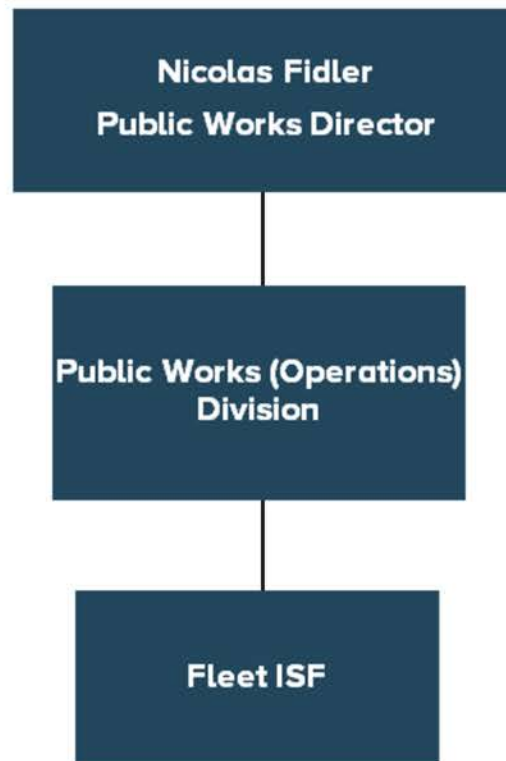 Nicolas Fidler
Public Works Director
Public Works (Operations)
Division
Fleet ISF